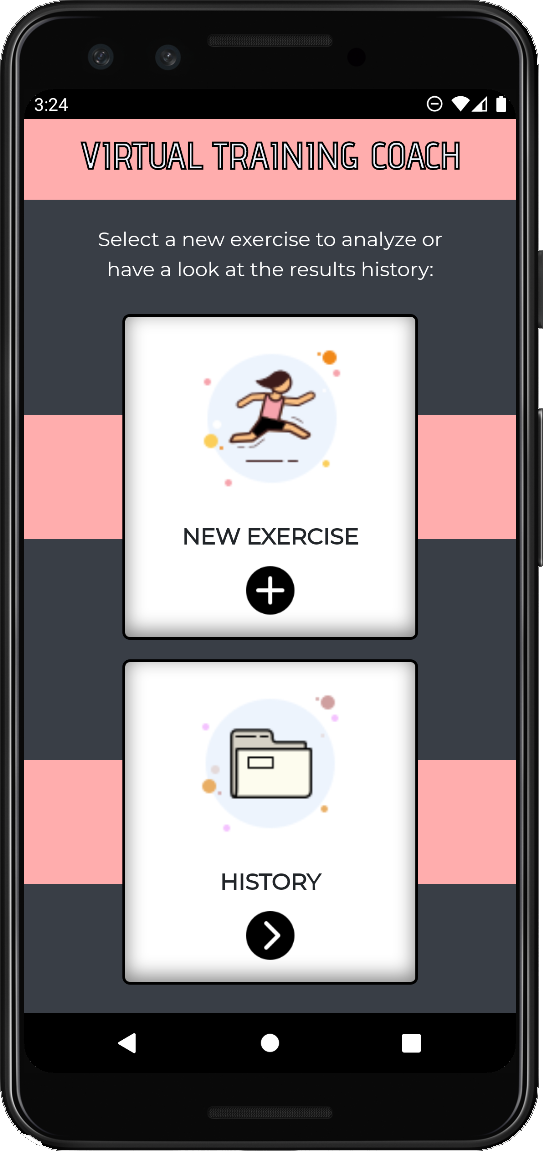 3:24
VIRTUAL TRAINING COACH
Select a new exercise to analyze or
have a look at the results history:
NEW EXERCISE
HISTORY